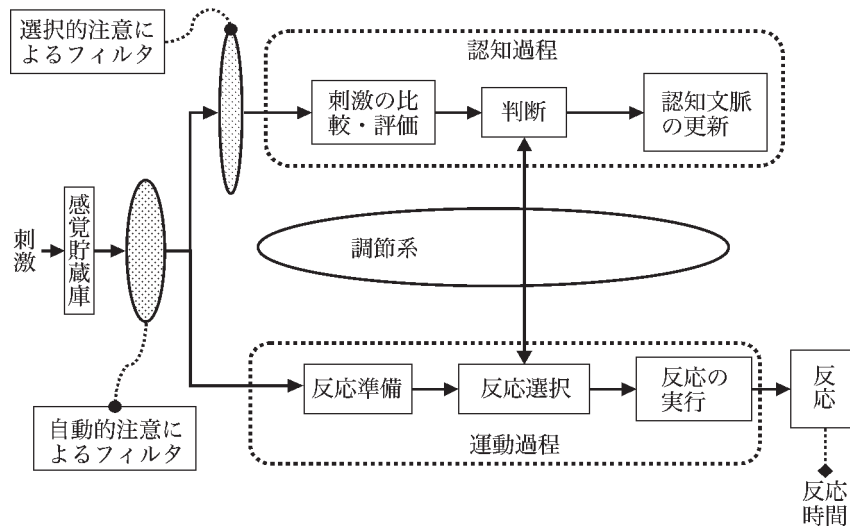 選択的注意に
よるフィルタ
認知過程
刺激の比
較・評価
判断
認知文脈
の更新
刺激
感覚貯蔵庫
調節系
反応準備
反応選択
反応の
実行
反応
運動過程
自動的注意に
よるフィルタ
反応
時間